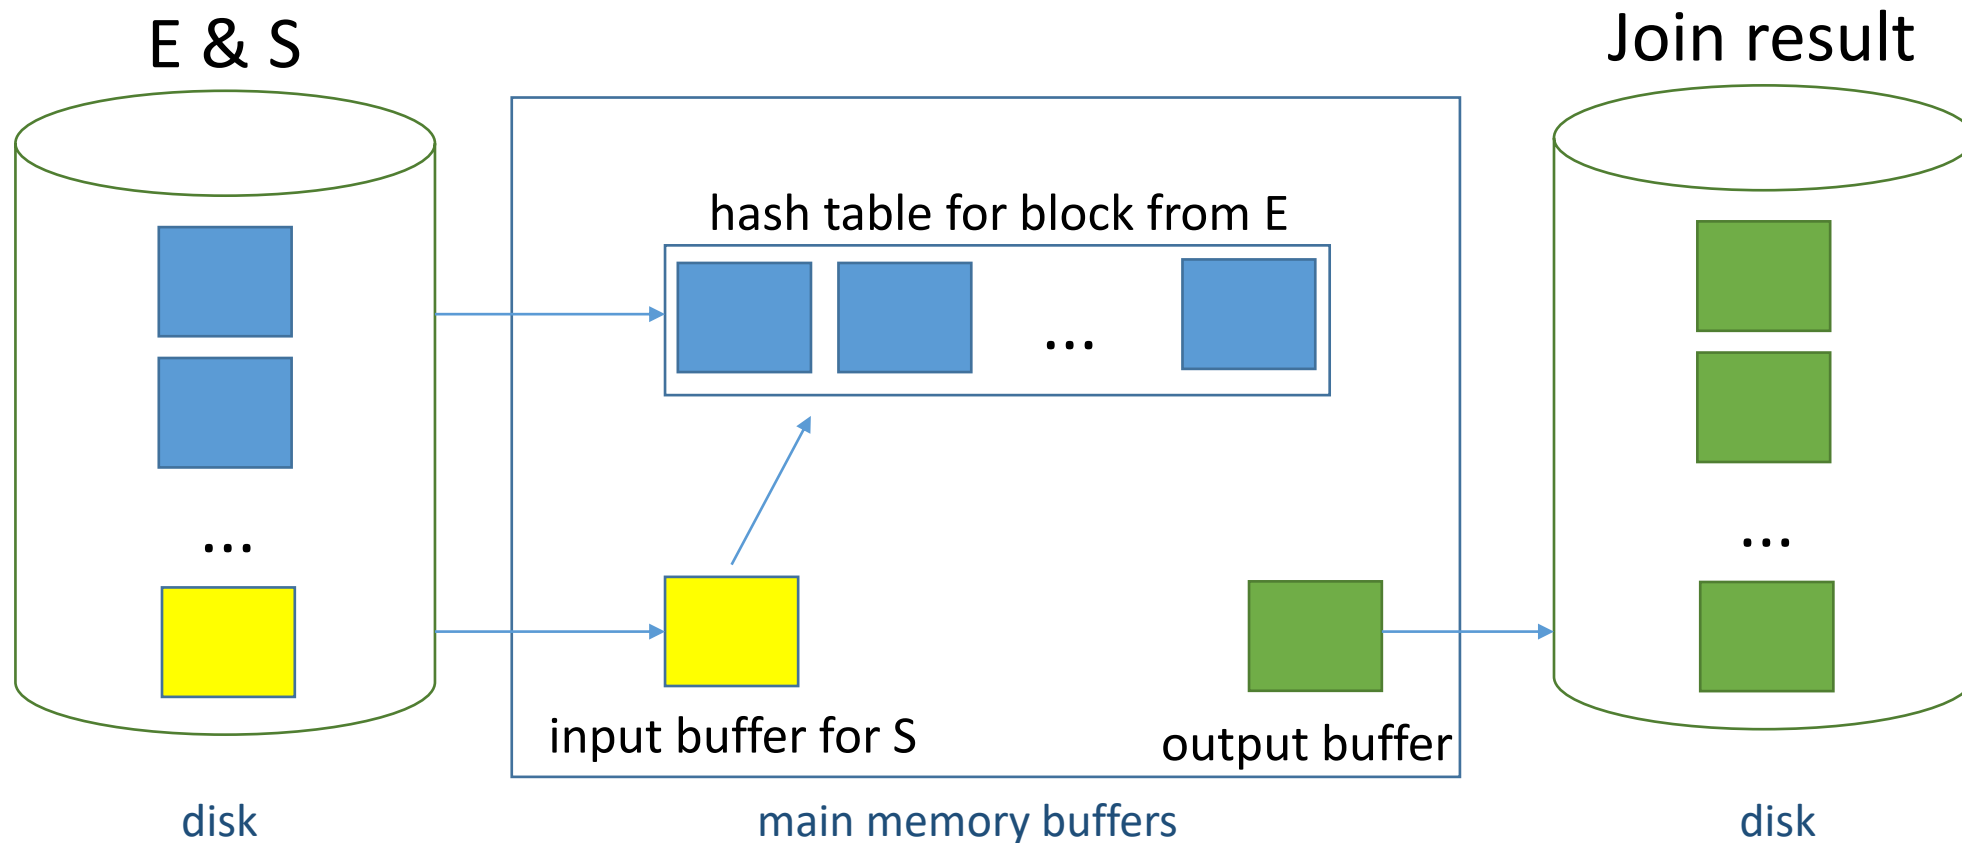 E & S
Join result
hash table for block from E
...
...
...
input buffer for S
output buffer
disk
main memory buffers
disk